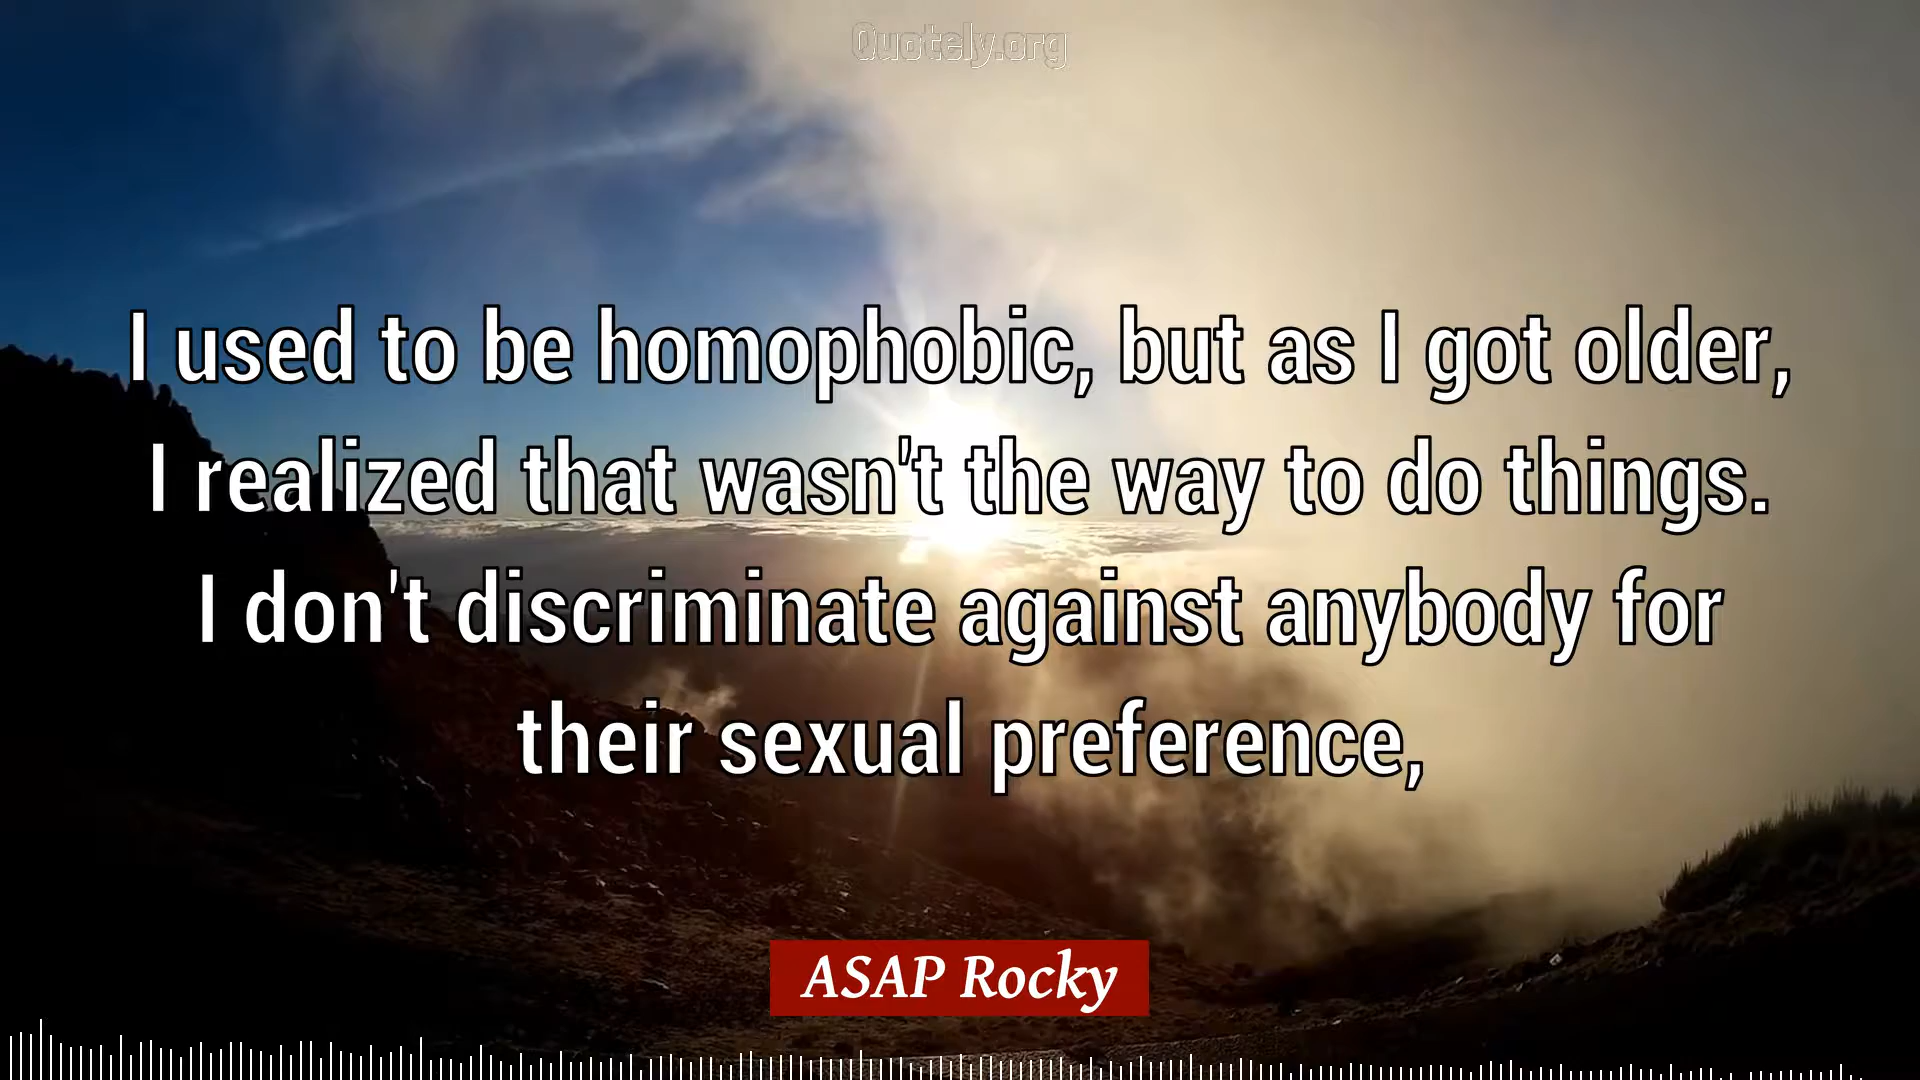 Quotely.org
I used to be homophobic, but as I got older,
I realized that wasn't the way to do things.
I don't discriminate against anybody for
their sexual preference,
ASAP Rocky